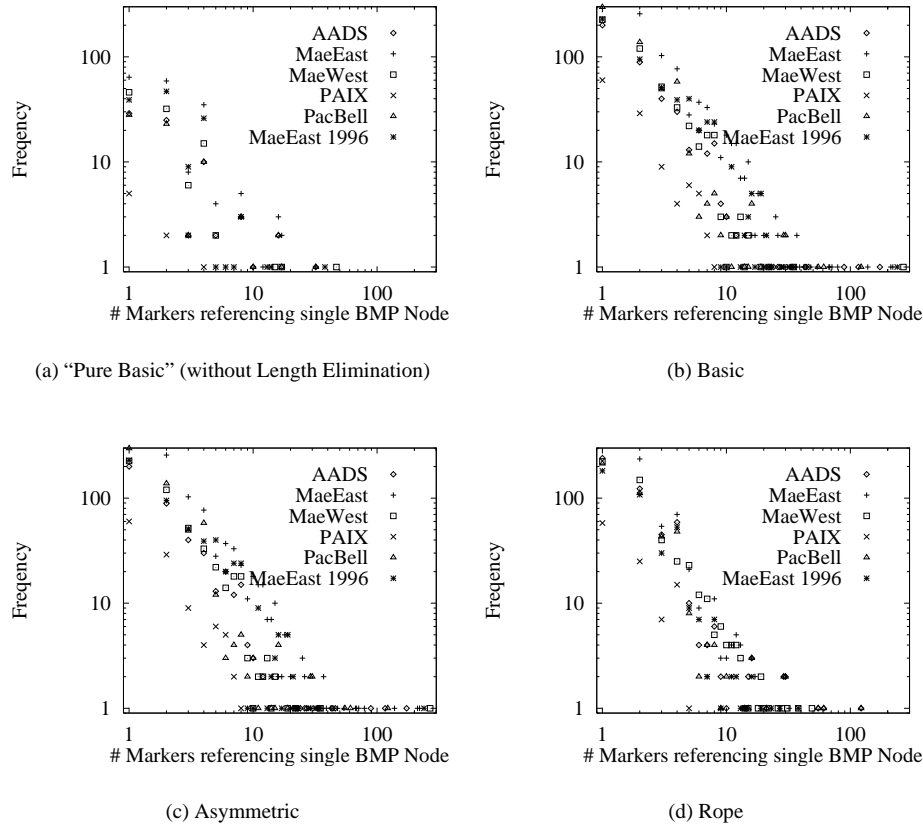 100
10
1
1 10 100
Freqency
# Markers referencing single BMP Node
AADS
MaeEast
MaeWest
PAIX
PacBell
MaeEast 1996
(a) “Pure Basic” (without Length Elimination)
100
10
1
1 10 100
Freqency
# Markers referencing single BMP Node
AADS
MaeEast
MaeWest
PAIX
PacBell
MaeEast 1996
(b) Basic
100
10
1
1 10 100
Freqency
# Markers referencing single BMP Node
AADS
MaeEast
MaeWest
PAIX
PacBell
MaeEast 1996
(c) Asymmetric
100
10
1
1 10 100
Freqency
# Markers referencing single BMP Node
AADS
MaeEast
MaeWest
PAIX
PacBell
MaeEast 1996
(d) Rope